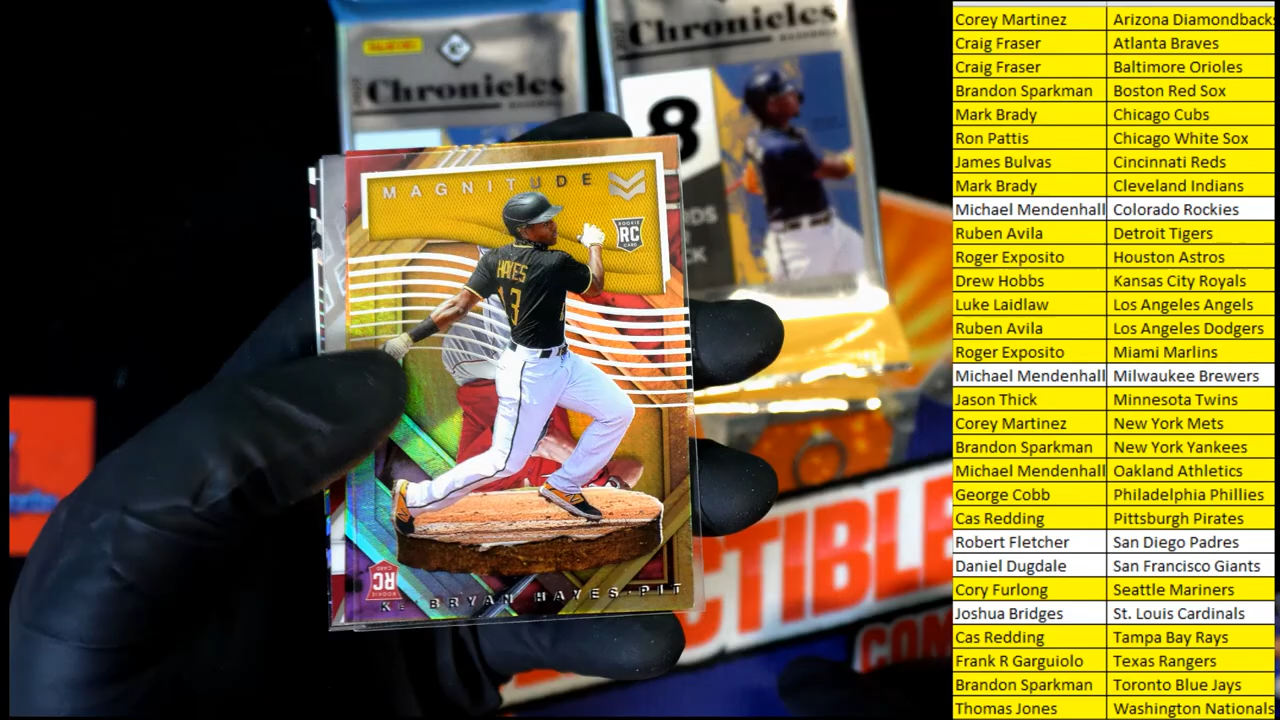 PANINI
Chronicles
BASEBALL
Chronicles
BASEBALL
8
MAGNITUDE
ROOKIE
RC
CARD
HAYES
13
RC
ROOKIE
CARD
KE'BRYAN HAYES·PIT
CTIBLE
Corey Martinez Arizona Diamondbacks
Craig Fraser Atlanta Braves
Craig Fraser Baltimore Orioles
Brandon Sparkman Boston Red Sox
Mark Brady Chicago Cubs
Ron Pattis Chicago White Sox
James Bulvas Cincinnati Reds
Mark Brady Cleveland Indians
Michael Mendenhall Colorado Rockies
Ruben Avila Detroit Tigers
Roger Exposito Houston Astros
Drew Hobbs Kansas City Royals
Luke Laidlaw Los Angeles Angels
Ruben Avila Los Angeles Dodgers
Roger Exposito Miami Marlins
Michael Mendenhall Milwaukee Brewers
Jason Thick Minnesota Twins
Corey Martinez New York Mets
Brandon Sparkman New York Yankees
Michael Mendenhall Oakland Athletics
George Cobb Philadelphia Phillies
Cas Redding Pittsburgh Pirates
Robert Fletcher San Diego Padres
Daniel Dugdale San Francisco Giants
Cory Furlong Seattle Mariners
Joshua Bridges St. Louis Cardinals
Cas Redding Tampa Bay Rays
Frank R Garguiolo Texas Rangers
Brandon Sparkman Toronto Blue Jays
Thomas Jones Washington Nationals